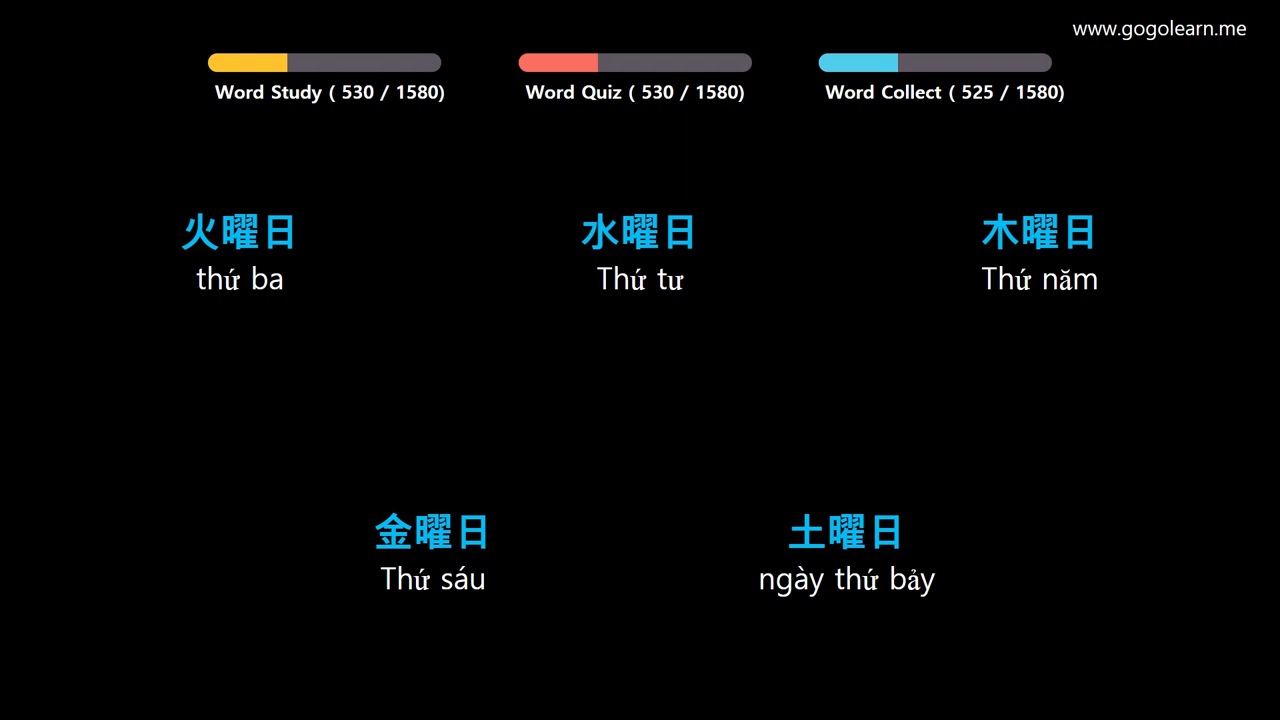 www.gogolearn.me
Word Study ( 530 / 1580)
Word Quiz ( 530 / 1580)
Word Collect ( 525 / 1580)
火曜日
thứ ba
水曜日
Thứ tư
木曜日
Thứ năm
金曜日
Thứ sáu
土曜日
ngày thứ bảy